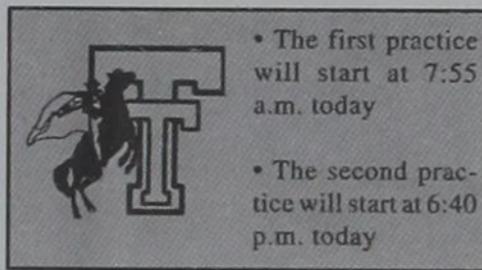 TT
• The first practice
will start at 7:55
a.m. today
• The second prac-
tice will start at 6:40
p.m. today